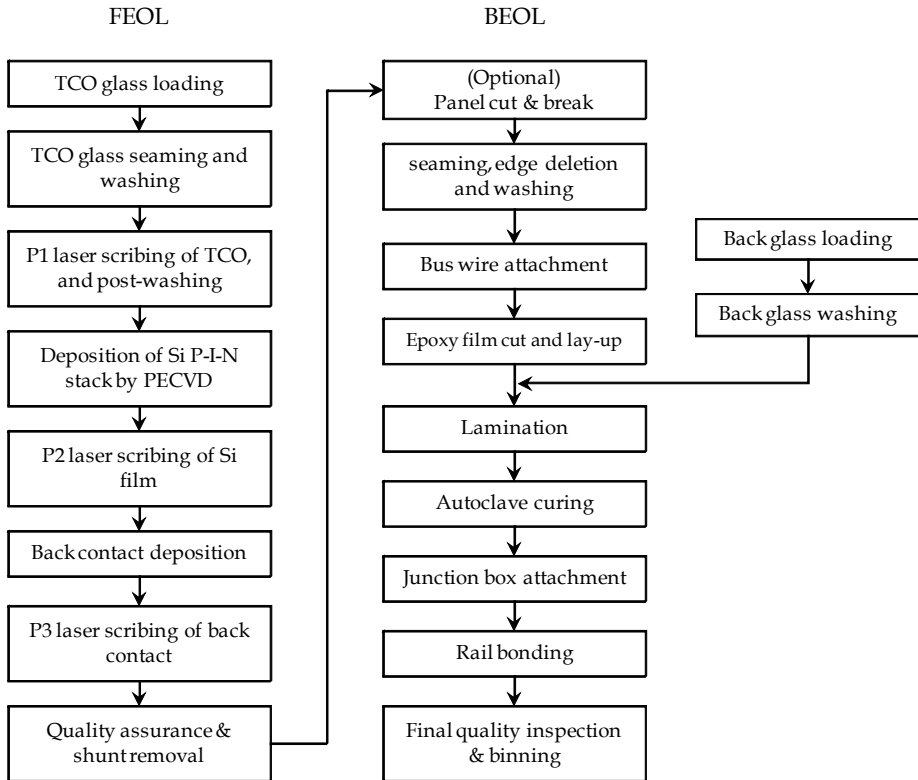 FEOL
TCO glass loading
TCO glass seaming and
washing
P1 laser scribing of TCO,
and post-washing
Deposition of Si P-I-N
stack by PECVD
P2 laser scribing of Si
film
Back contact deposition
P3 laser scribing of back
contact
Quality assurance &
shunt removal
BEOL
(Optional)
Panel cut & break
seaming, edge deletion
and washing
Bus wire attachment
Epoxy film cut and lay-up
Back glass loading
Back glass washing
Lamination
Autoclave curing
Junction box attachment
Rail bonding
Final quality inspection
& binning